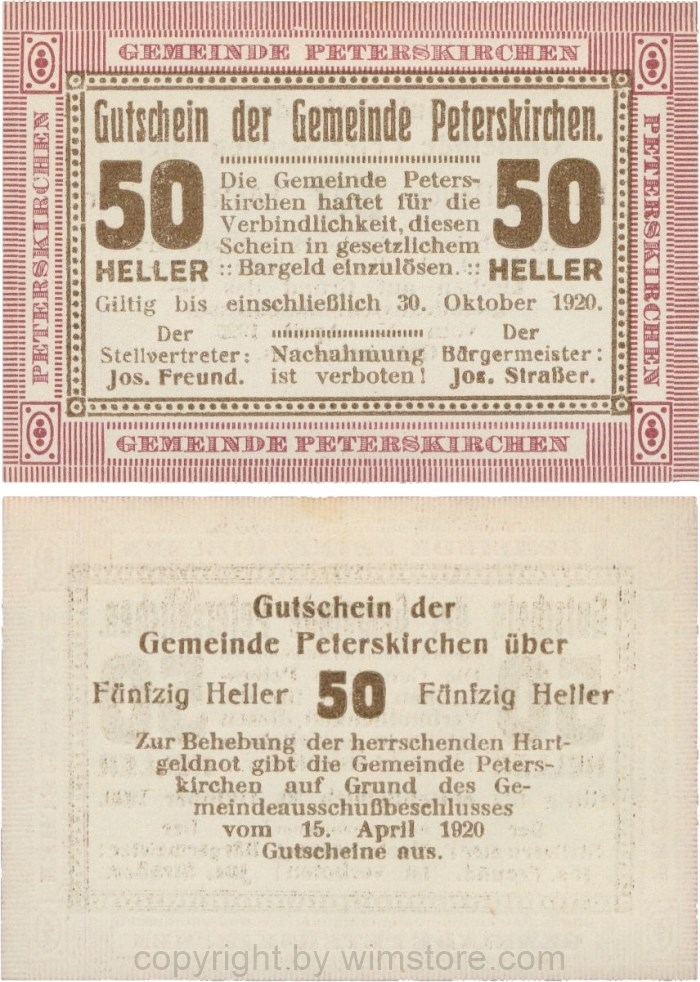 GEMEINDE PETERSKIRCHEN
PETERSKIRCHEN
PETERSKIRCHEN
Gutschein der Gemeinde Peterskirchen.
50
HELLER
Die Gemeinde Peters-
kirchen haftet für die
Verbindlichkeit, diesen
Schein in gesetzlichem
:: Bargeld einzulösen. ::
50
HELLER
Giltig bis einschließlich 30. Oktober 1920.
Der
Stellvertreter:
Jos. Freund.
Nachahmung
ist verboten!
Der
Bürgermeister:
Jos. Straßer.
GEMEINDE PETERSKIRCHEN
Gutschein der
Gemeinde Peterskirchen über
Fünfzig Heller 50 Fünfzig Heller
Zur Behebung der herrschenden Hart-
geldnot gibt die Gemeinde Peters-
kirchen auf Grund des Ge-
meindeausschußbeschlusses
vom 15. April 1920
Gutscheine aus.
copyright by wimstore.com